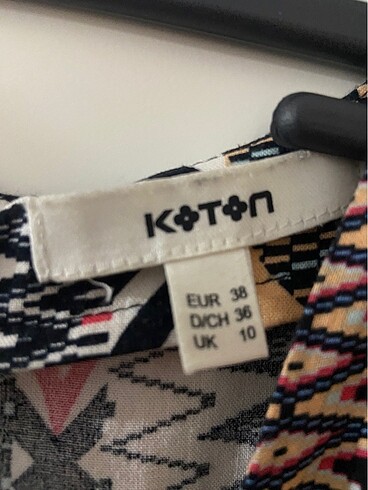 KOTON
EUR 38
D/CH 36
UK 10